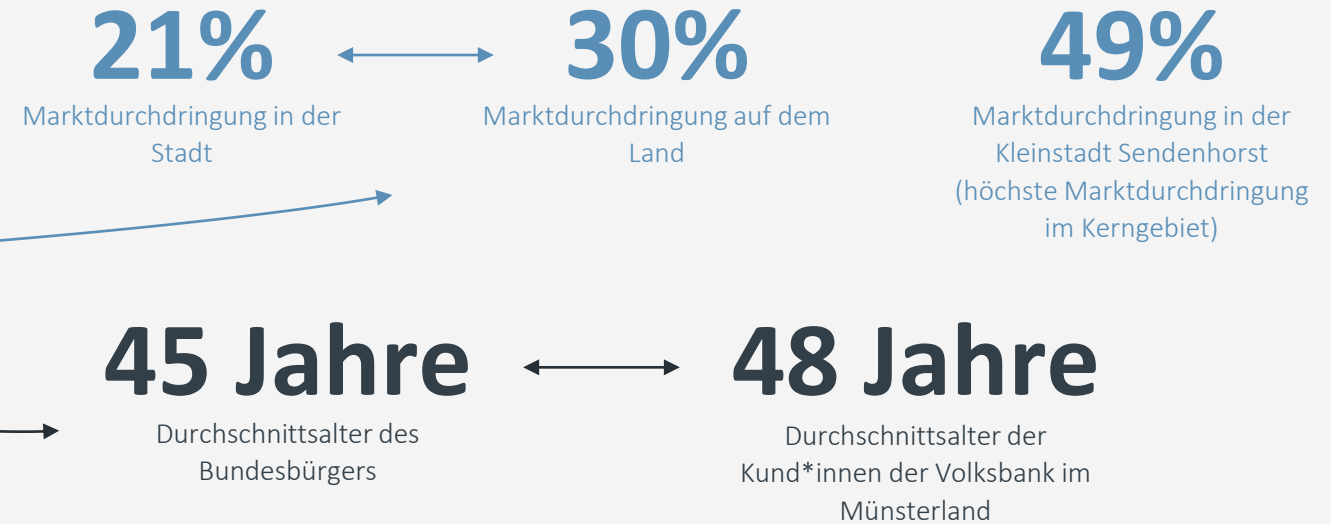 21%
Marktdurchdringung in der
Stadt
30%
Marktdurchdringung auf dem
Land
49%
Marktdurchdringung in der
Kleinstadt Sendenhorst
(höchste Marktdurchdringung
im Kerngebiet)
45 Jahre
Durchschnittsalter des
Bundesbürgers
48 Jahre
Durchschnittsalter der
Kund*innen der Volksbank im
Münsterland